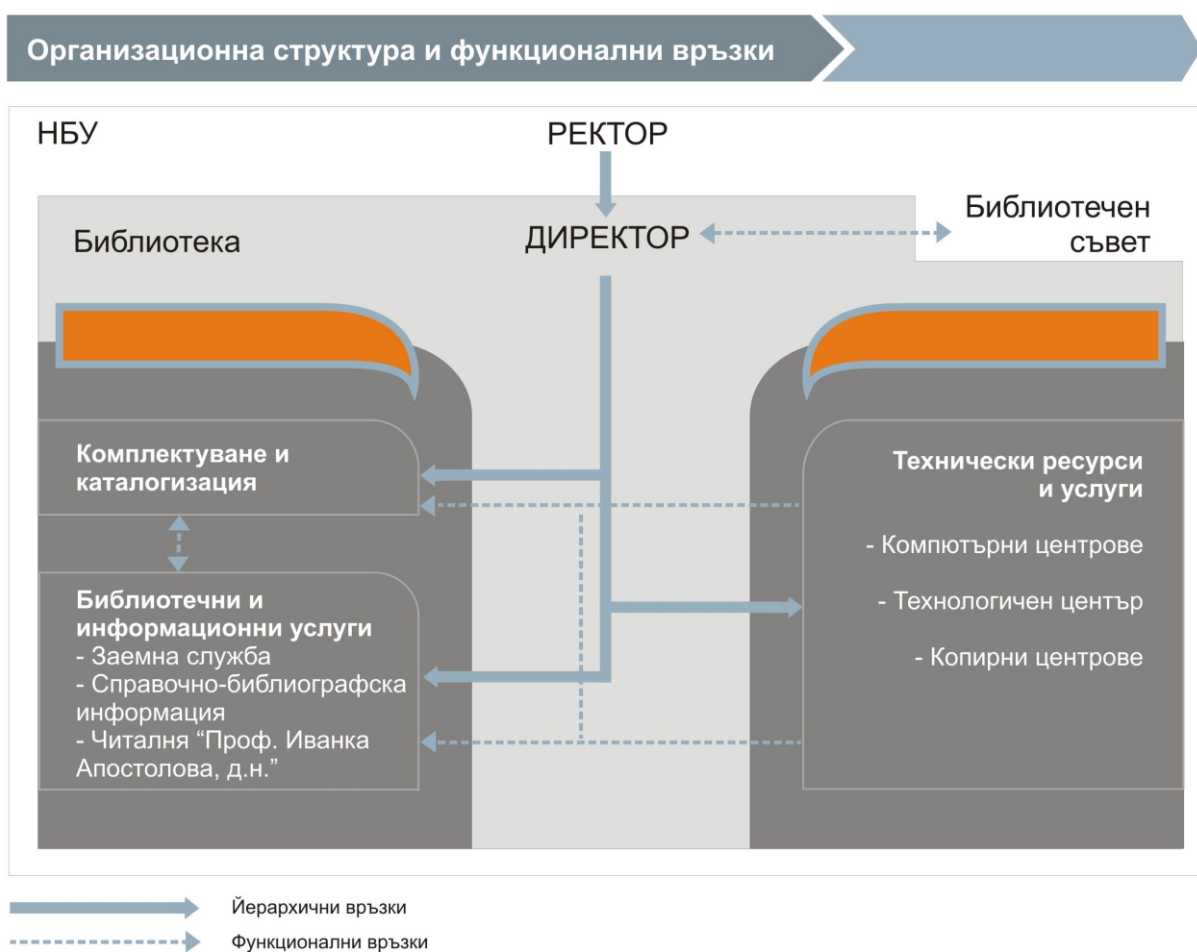 Организационна структура и функционални връзки
НБУ
РЕКТОР
Библиотека
ДИРЕКТОР
Библиотечен
съвет
Комплектуване и
каталогизация
Библиотечни и
информационни услуги
- Заемна служба
- Справочно-библиографска
информация
- Читалня “Проф. Иванка
Апостолова, д.н.”
Технически ресурси
и услуги
- Компютърни центрове
- Технологичен център
- Копирни центрове
Йерархични връзки
Функционални връзки